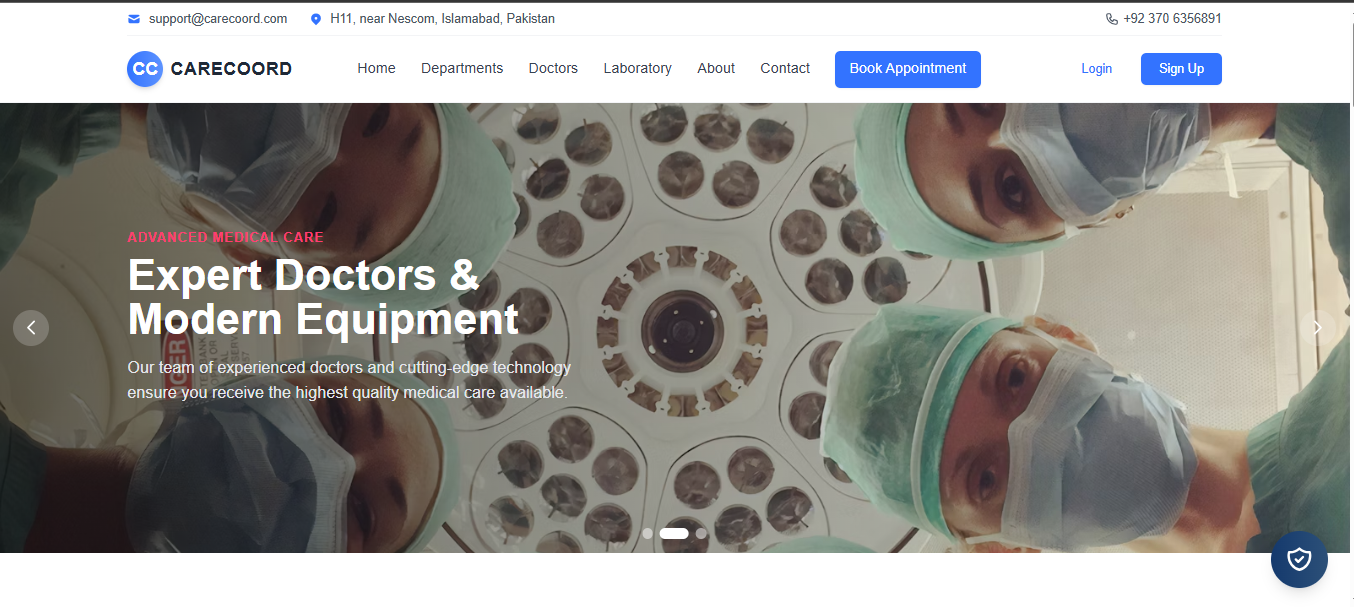 support@carecoord.com H11, near Nescom, Islamabad, Pakistan +92 370 6356891
CC CARECOORD Home Departments Doctors Laboratory About Contact Book Appointment Login Sign Up
ADVANCED MEDICAL CARE
Expert Doctors &
Modern Equipment
Our team of experienced doctors and cutting-edge technology
ensure you receive the highest quality medical care available.